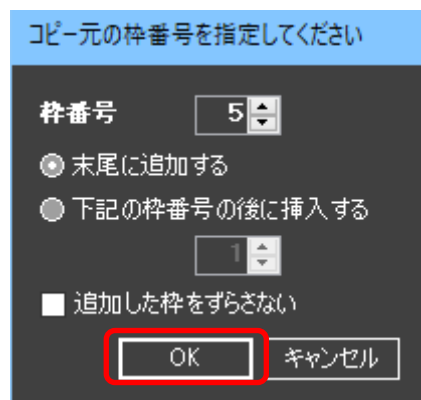 コピー元の枠番号を指定してください
枠番号 5
末尾に追加する
下記の枠番号の後に挿入する
1
追加した枠をずらさない
OK キャンセル